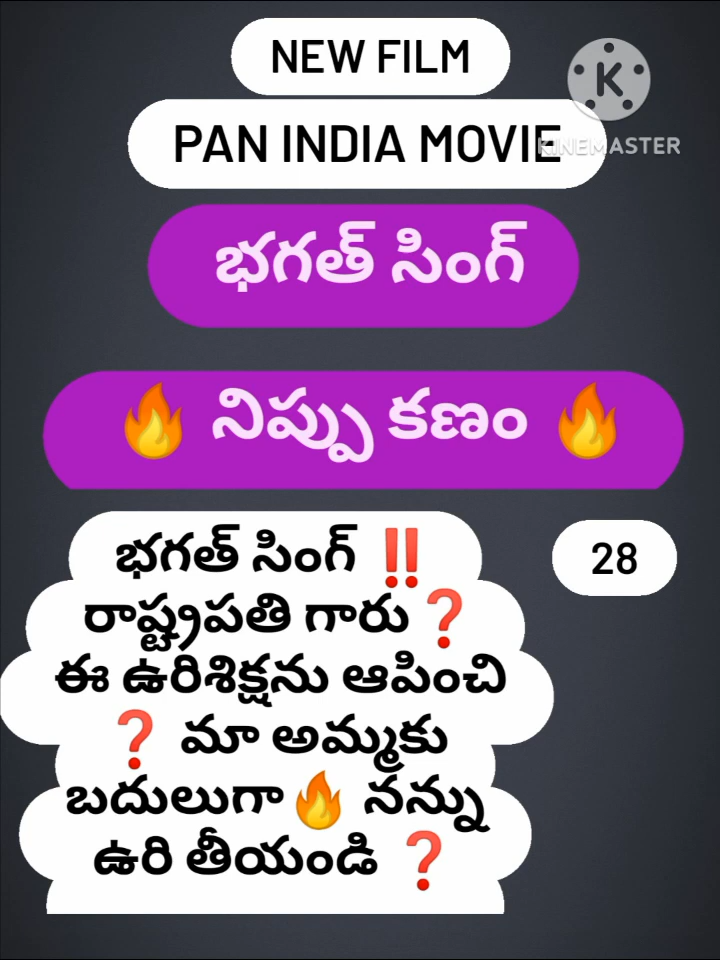 NEW FILM
PAN INDIA MOVIE
KINEMASTER
భగత్ సింగ్
🔥 నిప్పు కణం 🔥
భగత్ సింగ్ ‼️
28
రాష్ట్రపతి గారు ❓
ఈ ఉరిశిక్షను ఆపించి
❓ మా అమ్మకు
బదులుగా 🔥 నన్ను
ఉరి తీయండి ❓